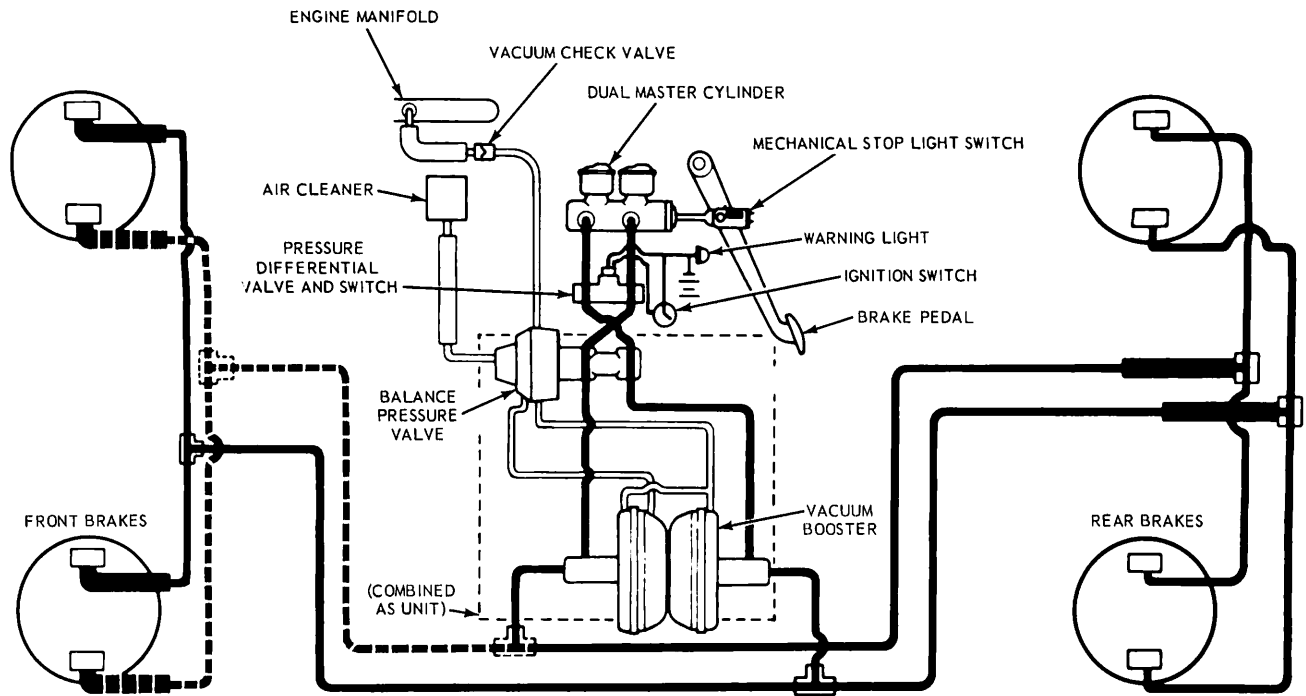 ENGINE MANIFOLD
VACUUM CHECK VALVE
DUAL MASTER CYLINDER
MECHANICAL STOP LIGHT SWITCH
AIR CLEANER
PRESSURE
DIFFERENTIAL
VALVE AND SWITCH
WARNING LIGHT
IGNITION SWITCH
BRAKE PEDAL
BALANCE
PRESSURE
VALVE
FRONT BRAKES
VACUUM
BOOSTER
REAR BRAKES
(COMBINED
AS UNIT)